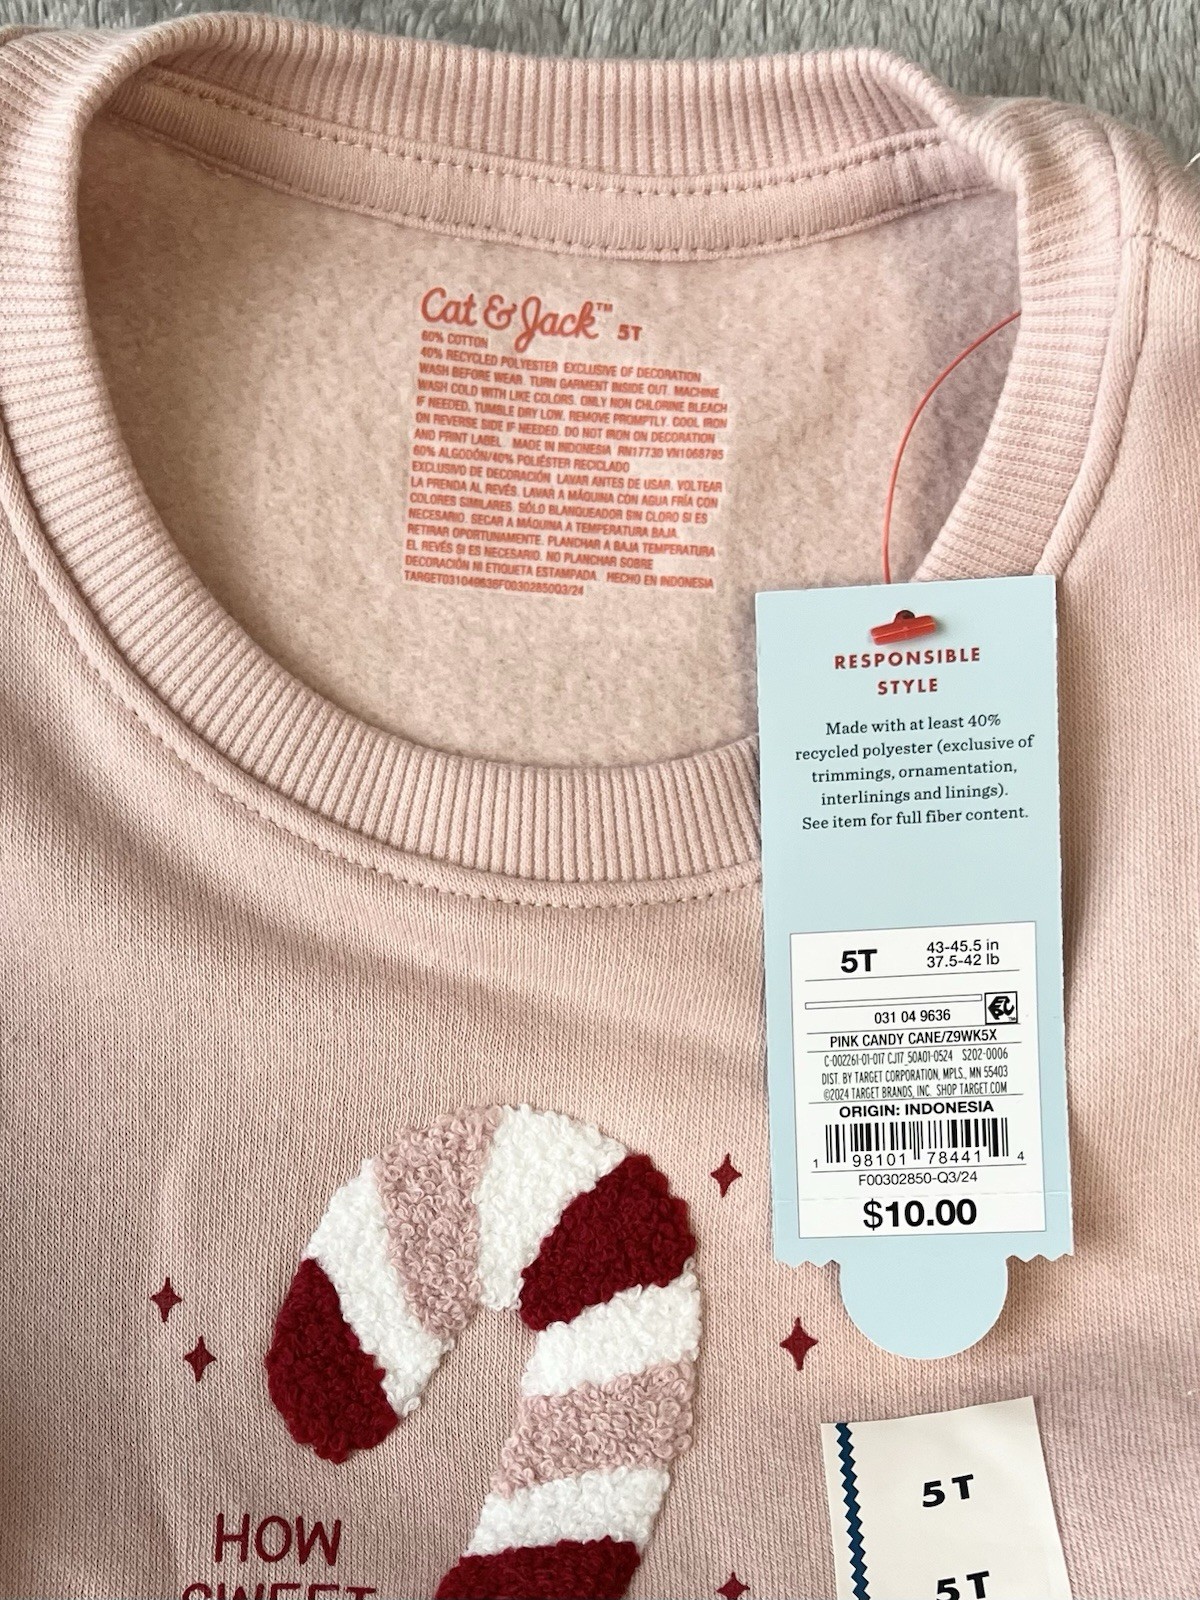 Cat & Jack™ 5T
60% COTTON
40% RECYCLED POLYESTER EXCLUSIVE OF DECORATION
WASH BEFORE WEAR. TURN GARMENT INSIDE OUT. MACHINE
WASH COLD WITH LIKE COLORS. ONLY NON CHLORINE BLEACH
IF NEEDED. TUMBLE DRY LOW. REMOVE PROMPTLY. COOL IRON
ON REVERSE SIDE IF NEEDED. DO NOT IRON ON DECORATION
AND PRINT LABEL. MADE IN INDONESIA RN17730 VN1068795
60% ALGODÓN/40% POLIÉSTER RECICLADO
EXCLUSIVO DE DECORACIÓN. LAVAR ANTES DE USAR. VOLTEAR
LA PRENDA AL REVÉS. LAVAR A MÁQUINA CON AGUA FRÍA CON
COLORES SIMILARES. SÓLO BLANQUEADOR SIN CLORO SI ES
NECESARIO. SECAR A MÁQUINA A TEMPERATURA BAJA.
RETIRAR OPORTUNAMENTE. PLANCHAR A BAJA TEMPERATURA
EL REVÉS SI ES NECESARIO. NO PLANCHAR SOBRE
DECORACIÓN NI ETIQUETA ESTAMPADA. HECHO EN INDONESIA
TARGET031049636F00302850Q3/24
RESPONSIBLE
STYLE
Made with at least 40%
recycled polyester (exclusive of
trimmings, ornamentation,
interlinings and linings).
See item for full fiber content.
5T 43-45.5 in
37.5-42 lb
031 04 9636
PINK CANDY CANE/Z9WK5X
C-002261-01-017 CJ17_50A01-0524 S202-0006
DIST. BY TARGET CORPORATION, MPLS., MN 55403
©2024 TARGET BRANDS, INC. SHOP TARGET.COM
ORIGIN: INDONESIA
1 98101 78441 4
F00302850-Q3/24
$10.00
5T
5T
HOW
SWEET